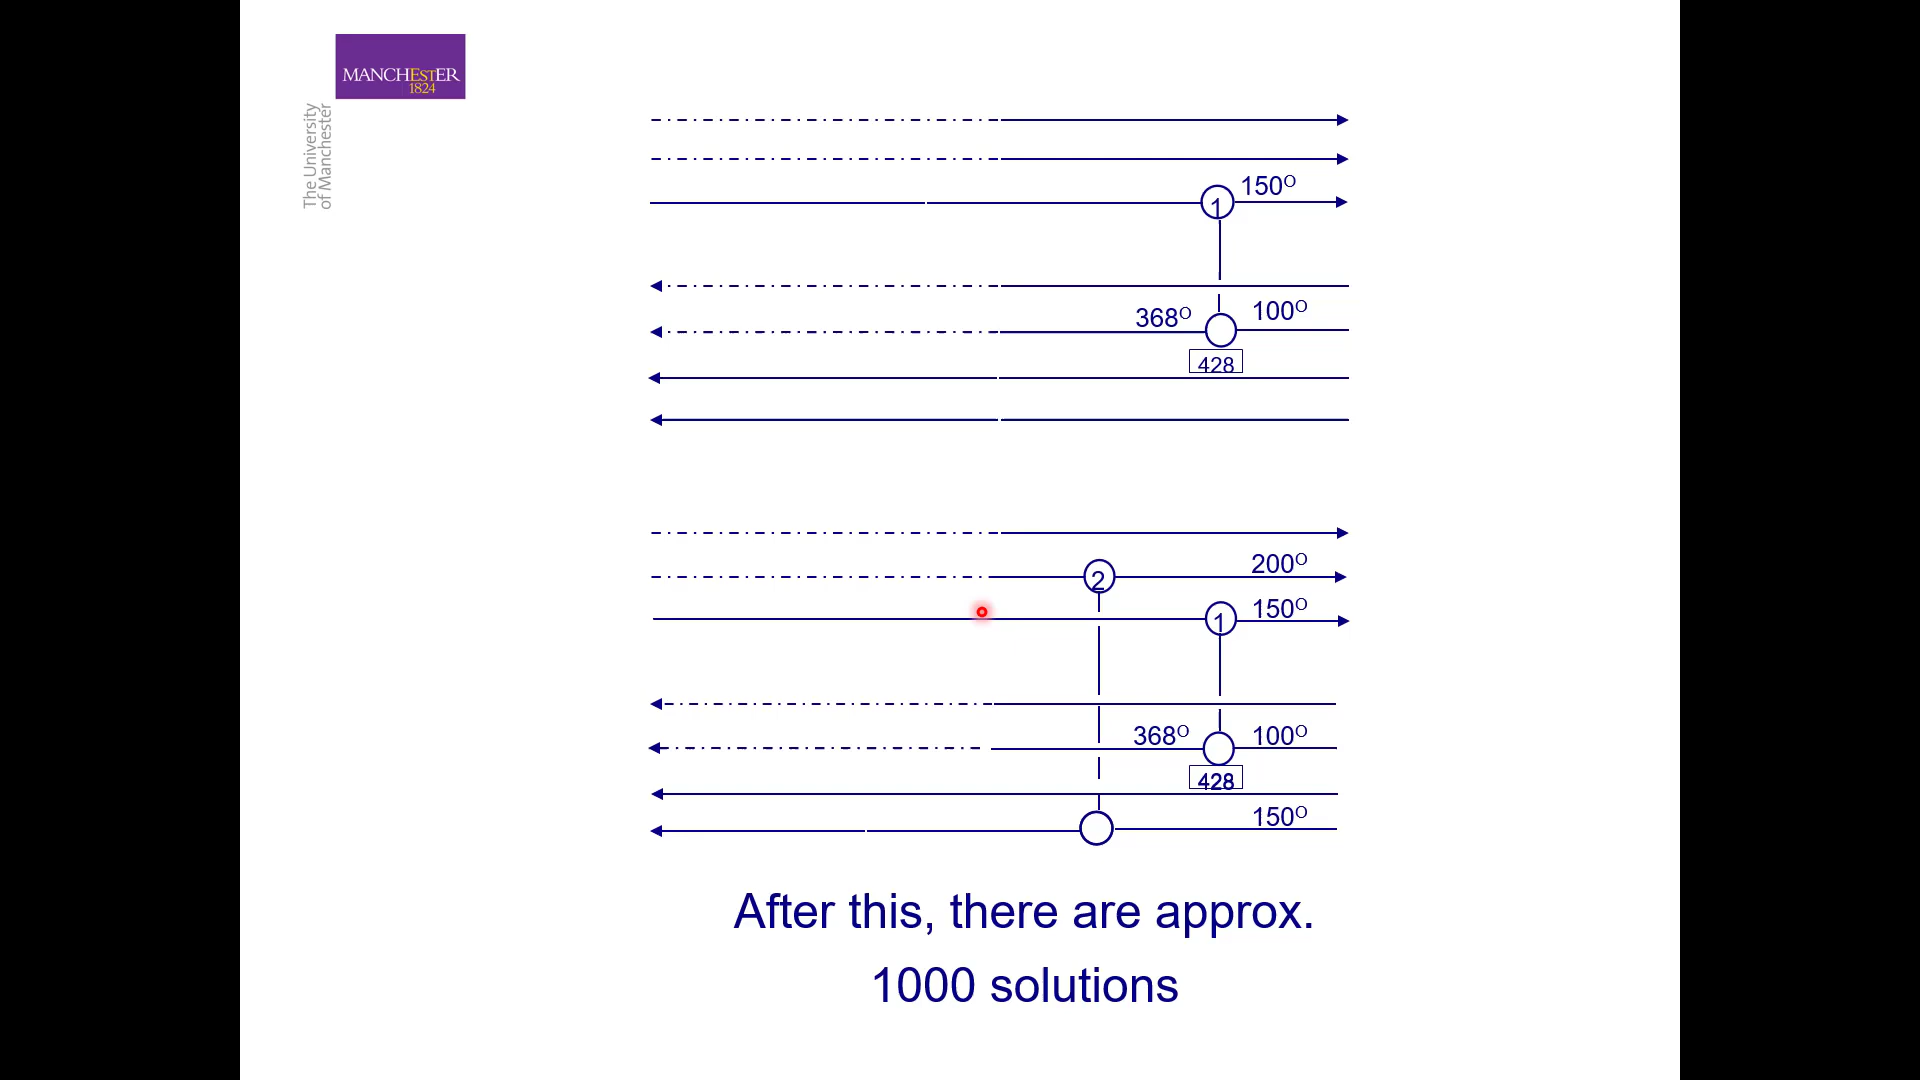 MANCHESTER
1824
The University
of Manchester
150°
1
368°
100°
428
200°
2
150°
1
368°
100°
428
150°
After this, there are approx.
1000 solutions